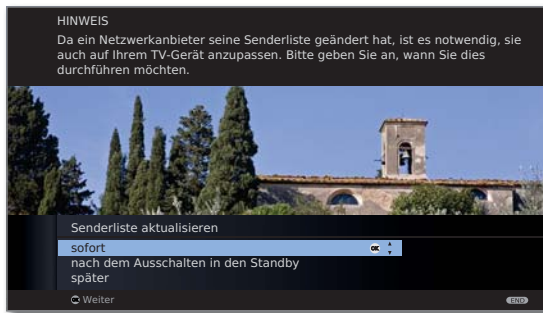 HINWEIS
Da ein Netzwerkanbieter seine Senderliste geändert hat, ist es notwendig, sie
auch auf Ihrem TV-Gerät anzupassen. Bitte geben Sie an, wann Sie dies
durchführen möchten.
Senderliste aktualisieren
sofort OK
nach dem Ausschalten in den Standby
später
OK Weiter END